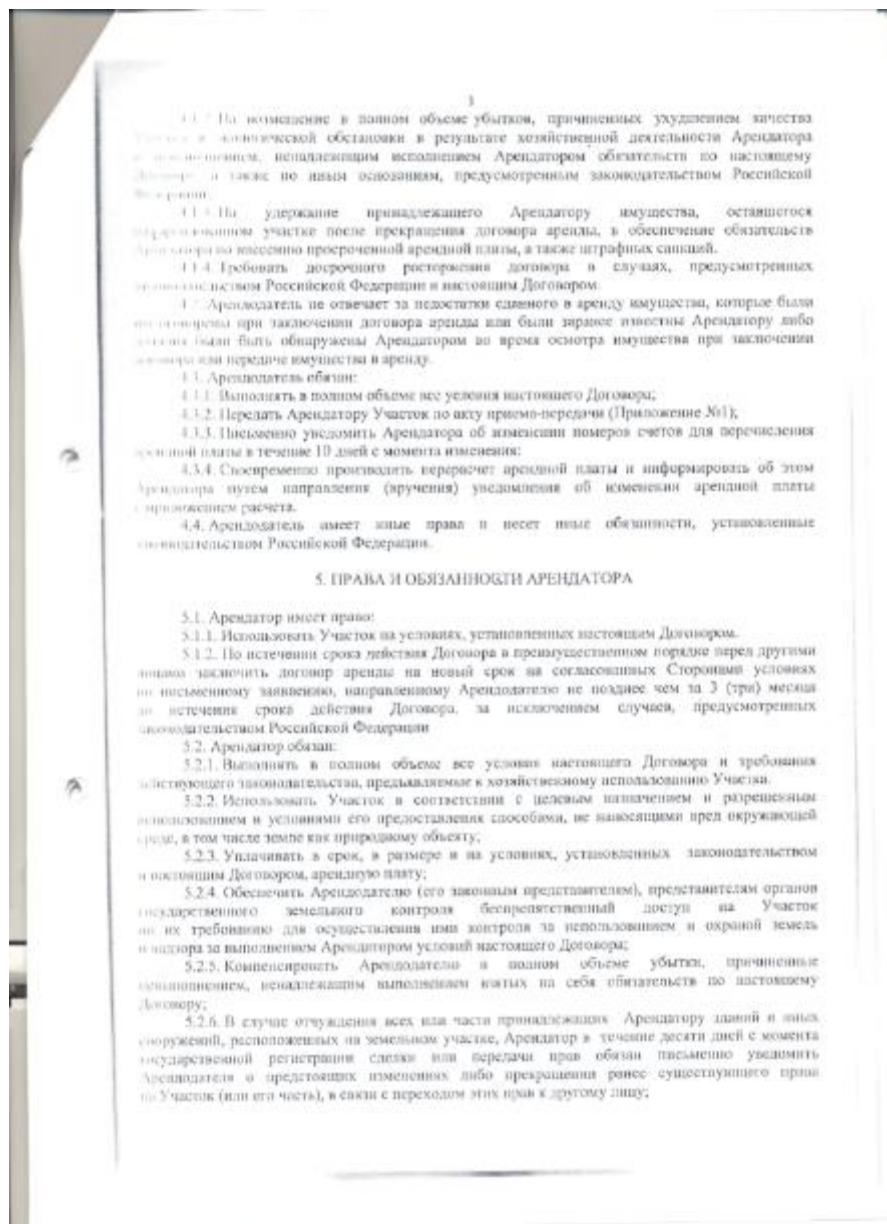 3
возмещение в полном объеме убытков, причиненных ухудшением качества
обстановки в результате хозяйственной деятельности Арендатора
ненадлежащим исполнением Арендатором обязательств по настоящему
а также по иным основаниям, предусмотренным законодательством Российской
удержание принадлежащего Арендатору имущества, оставшегося
участке после прекращения договора аренды, в обеспечение обязательств
по внесению просроченной арендной платы, а также штрафных санкций.
4.1.4. Требовать досрочного расторжения договора в случаях, предусмотренных
Российской Федерации и настоящим Договором.
Арендодатель не отвечает за недостатки сданного в аренду имущества, которые были
при заключении договора аренды или были заранее известны Арендатору либо
были быть обнаружены Арендатором во время осмотра имущества при заключении
или передаче имущества в аренду.
4.3. Арендодатель обязан:
4.3.1. Выполнять в полном объеме все условия настоящего Договора;
4.3.2. Передать Арендатору Участок по акту приема-передачи (Приложение №1);
4.3.3. Письменно уведомить Арендатора об изменении номеров счетов для перечисления
арендной платы в течение 10 дней с момента изменения;
4.3.4. Своевременно производить перерасчет арендной платы и информировать об этом
Арендатора путем направления (вручения) уведомления об изменении арендной платы
с приложением расчета.
4.4. Арендодатель имеет иные права и несет иные обязанности, установленные
законодательством Российской Федерации.
5. ПРАВА И ОБЯЗАННОСТИ АРЕНДАТОРА
5.1. Арендатор имеет право:
5.1.1. Использовать Участок на условиях, установленных настоящим Договором.
5.1.2. По истечении срока действия Договора в преимущественном порядке перед другими
лицами заключить договор аренды на новый срок на согласованных Сторонами условиях
по письменному заявлению, направленному Арендодателю не позднее чем за 3 (три) месяца
до истечения срока действия Договора, за исключением случаев, предусмотренных
законодательством Российской Федерации
5.2. Арендатор обязан:
5.2.1. Выполнять в полном объеме все условия настоящего Договора и требования
действующего законодательства, предъявляемые к хозяйственному использованию Участка.
5.2.2. Использовать Участок в соответствии с целевым назначением и разрешенным
использованием и условиями его предоставления способами, не наносящими вред окружающей
среде, в том числе земле как природному объекту;
5.2.3. Уплачивать в срок, в размере и на условиях, установленных законодательством
и настоящим Договором, арендную плату;
5.2.4. Обеспечить Арендодателю (его законным представителям), представителям органов
государственного земельного контроля беспрепятственный доступ на Участок
по их требованию для осуществления ими контроля за использованием и охраной земель
и надзора за выполнением Арендатором условий настоящего Договора;
5.2.5. Компенсировать Арендодателю в полном объеме убытки, причиненные
невыполнением, ненадлежащим выполнением взятых на себя обязательств по настоящему
Договору;
5.2.6. В случае отчуждения всех или части принадлежащих Арендатору зданий и иных
сооружений, расположенных на земельном участке, Арендатор в течение десяти дней с момента
государственной регистрации сделки или передачи прав обязан письменно уведомить
Арендодателя о предстоящих изменениях либо прекращении ранее существующего права
на Участок (или его часть), в связи с переходом этих прав к другому лицу;